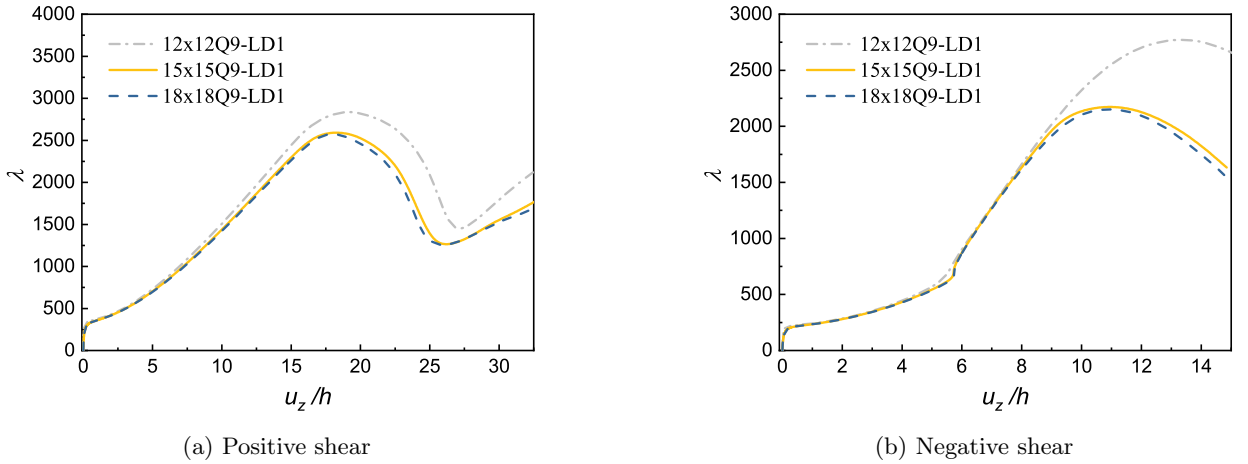 4000
3500
3000
2500
2000
1500
1000
500
0
λ
12x12Q9-LD1
15x15Q9-LD1
18x18Q9-LD1
0 5 10 15 20 25 30
u_z/h
(a) Positive shear
3000
2500
2000
1500
1000
500
0
λ
12x12Q9-LD1
15x15Q9-LD1
18x18Q9-LD1
0 2 4 6 8 10 12 14
u_z/h
(b) Negative shear